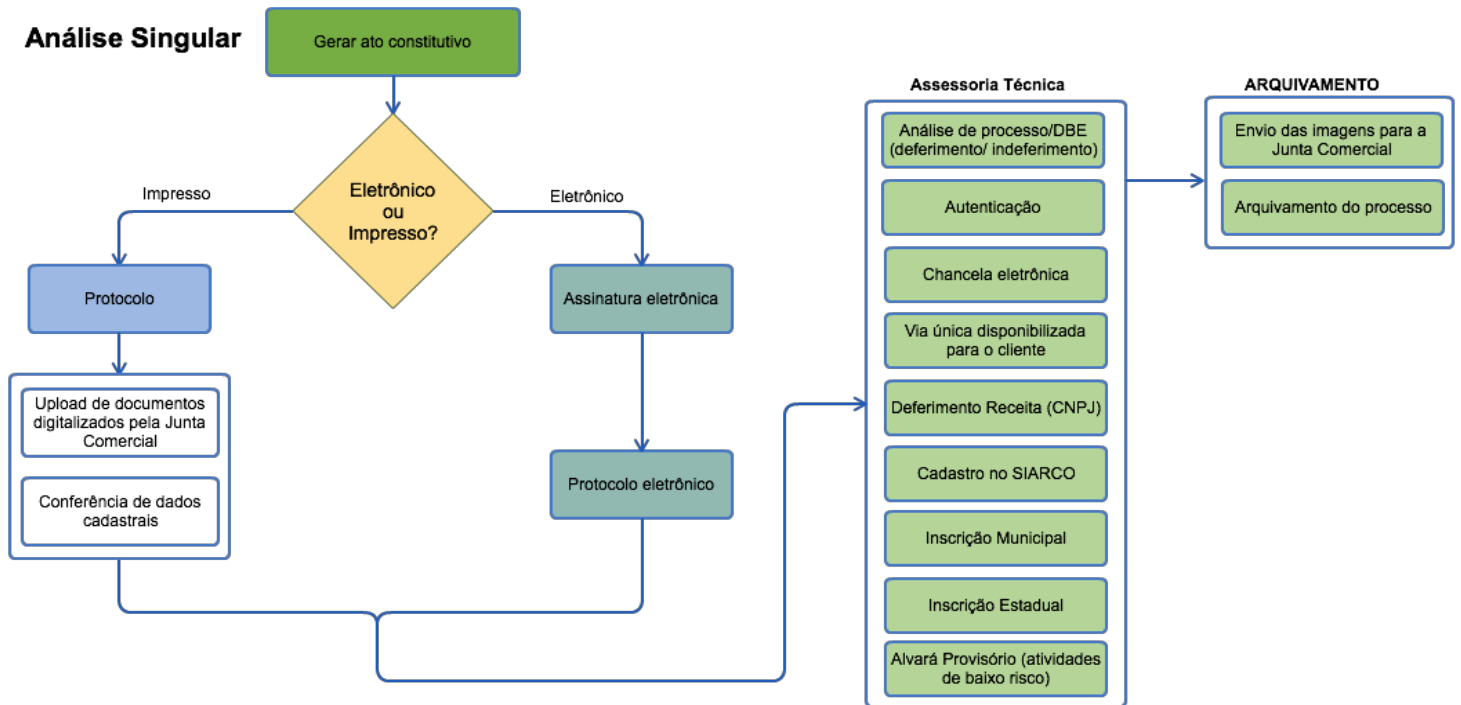 Análise Singular
Gerar ato constitutivo
Eletrônico
ou
Impresso?
Impresso
Eletrônico
Protocolo
Upload de documentos
digitalizados pela Junta
Comercial
Conferência de dados
cadastrais
Assinatura eletrônica
Protocolo eletrônico
Assessoria Técnica
Análise de processo/DBE
(deferimento/ indeferimento)
Autenticação
Chancela eletrônica
Via única disponibilizada
para o cliente
Deferimento Receita (CNPJ)
Cadastro no SIARCO
Inscrição Municipal
Inscrição Estadual
Alvará Provisório (atividades
de baixo risco)
ARQUIVAMENTO
Envio das imagens para a
Junta Comercial
Arquivamento do processo